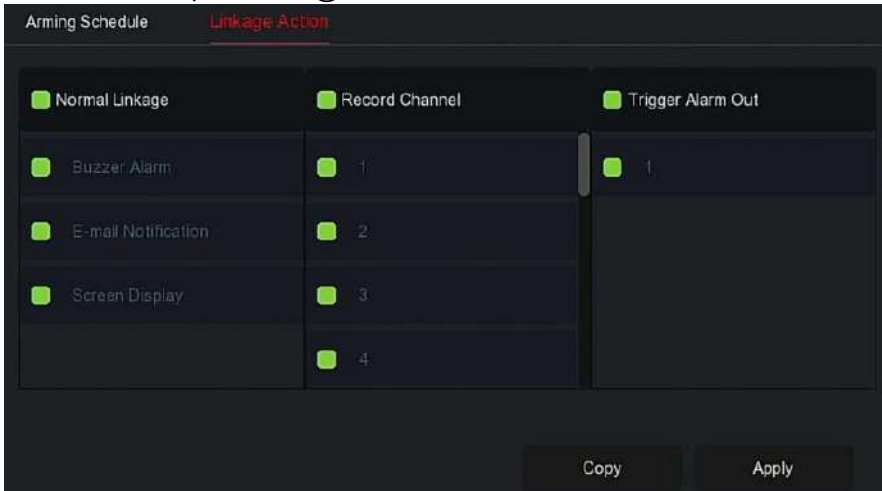 Arming Schedule Linkage Action
Normal Linkage Record Channel Trigger Alarm Out
Buzzer Alarm 1 1
E-mail Notification 2
Screen Display 3
4
Copy Apply